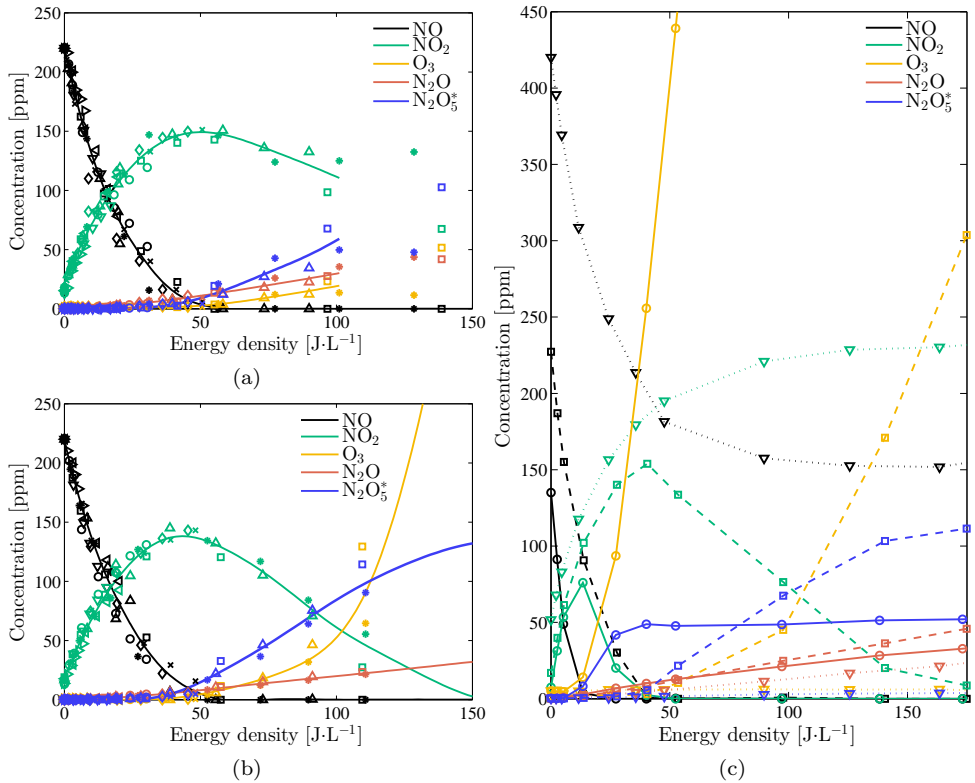 250
200
150
100
50
0
Concentration [ppm]
NO
NO₂
O₃
N₂O
N₂O₅*
0 50 100 150
Energy density [J·L⁻¹]
(a)
250
200
150
100
50
0
Concentration [ppm]
NO
NO₂
O₃
N₂O
N₂O₅*
0 50 100 150
Energy density [J·L⁻¹]
(b)
450
400
350
300
250
200
150
100
50
0
Concentration [ppm]
NO
NO₂
O₃
N₂O
N₂O₅*
0 50 100 150
Energy density [J·L⁻¹]
(c)